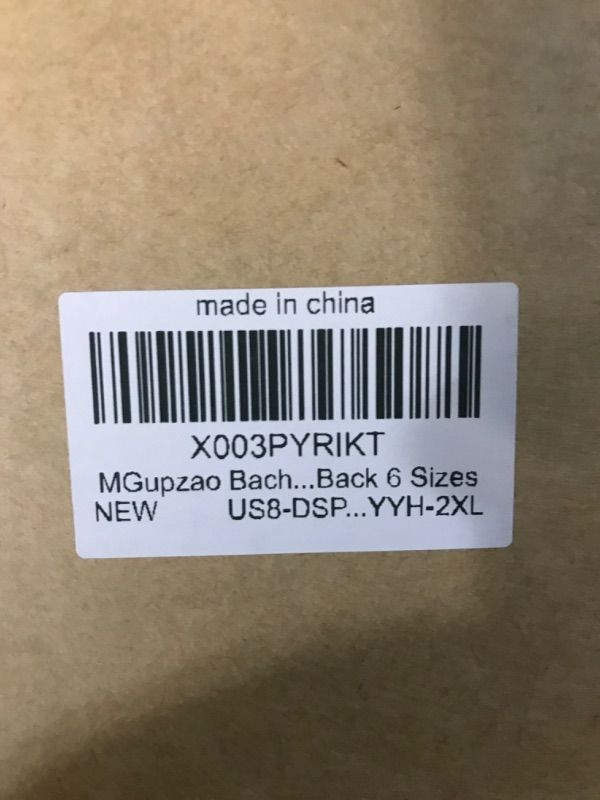 made in china
X003PYRIKT
MGupzao Bach...Back 6 Sizes
NEW US8-DSP...YYH-2XL